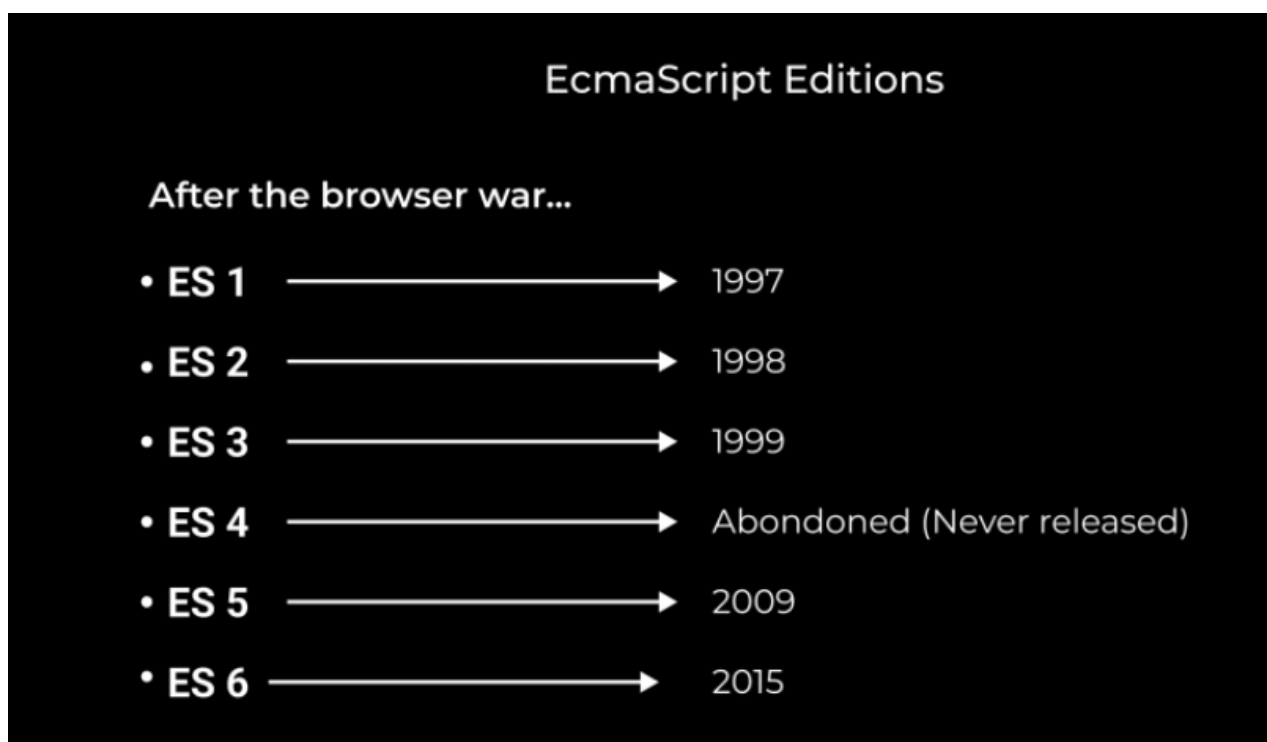 EcmaScript Editions
After the browser war...
• ES 1 1997
• ES 2 1998
• ES 3 1999
• ES 4 Abondoned (Never released)
• ES 5 2009
• ES 6 2015